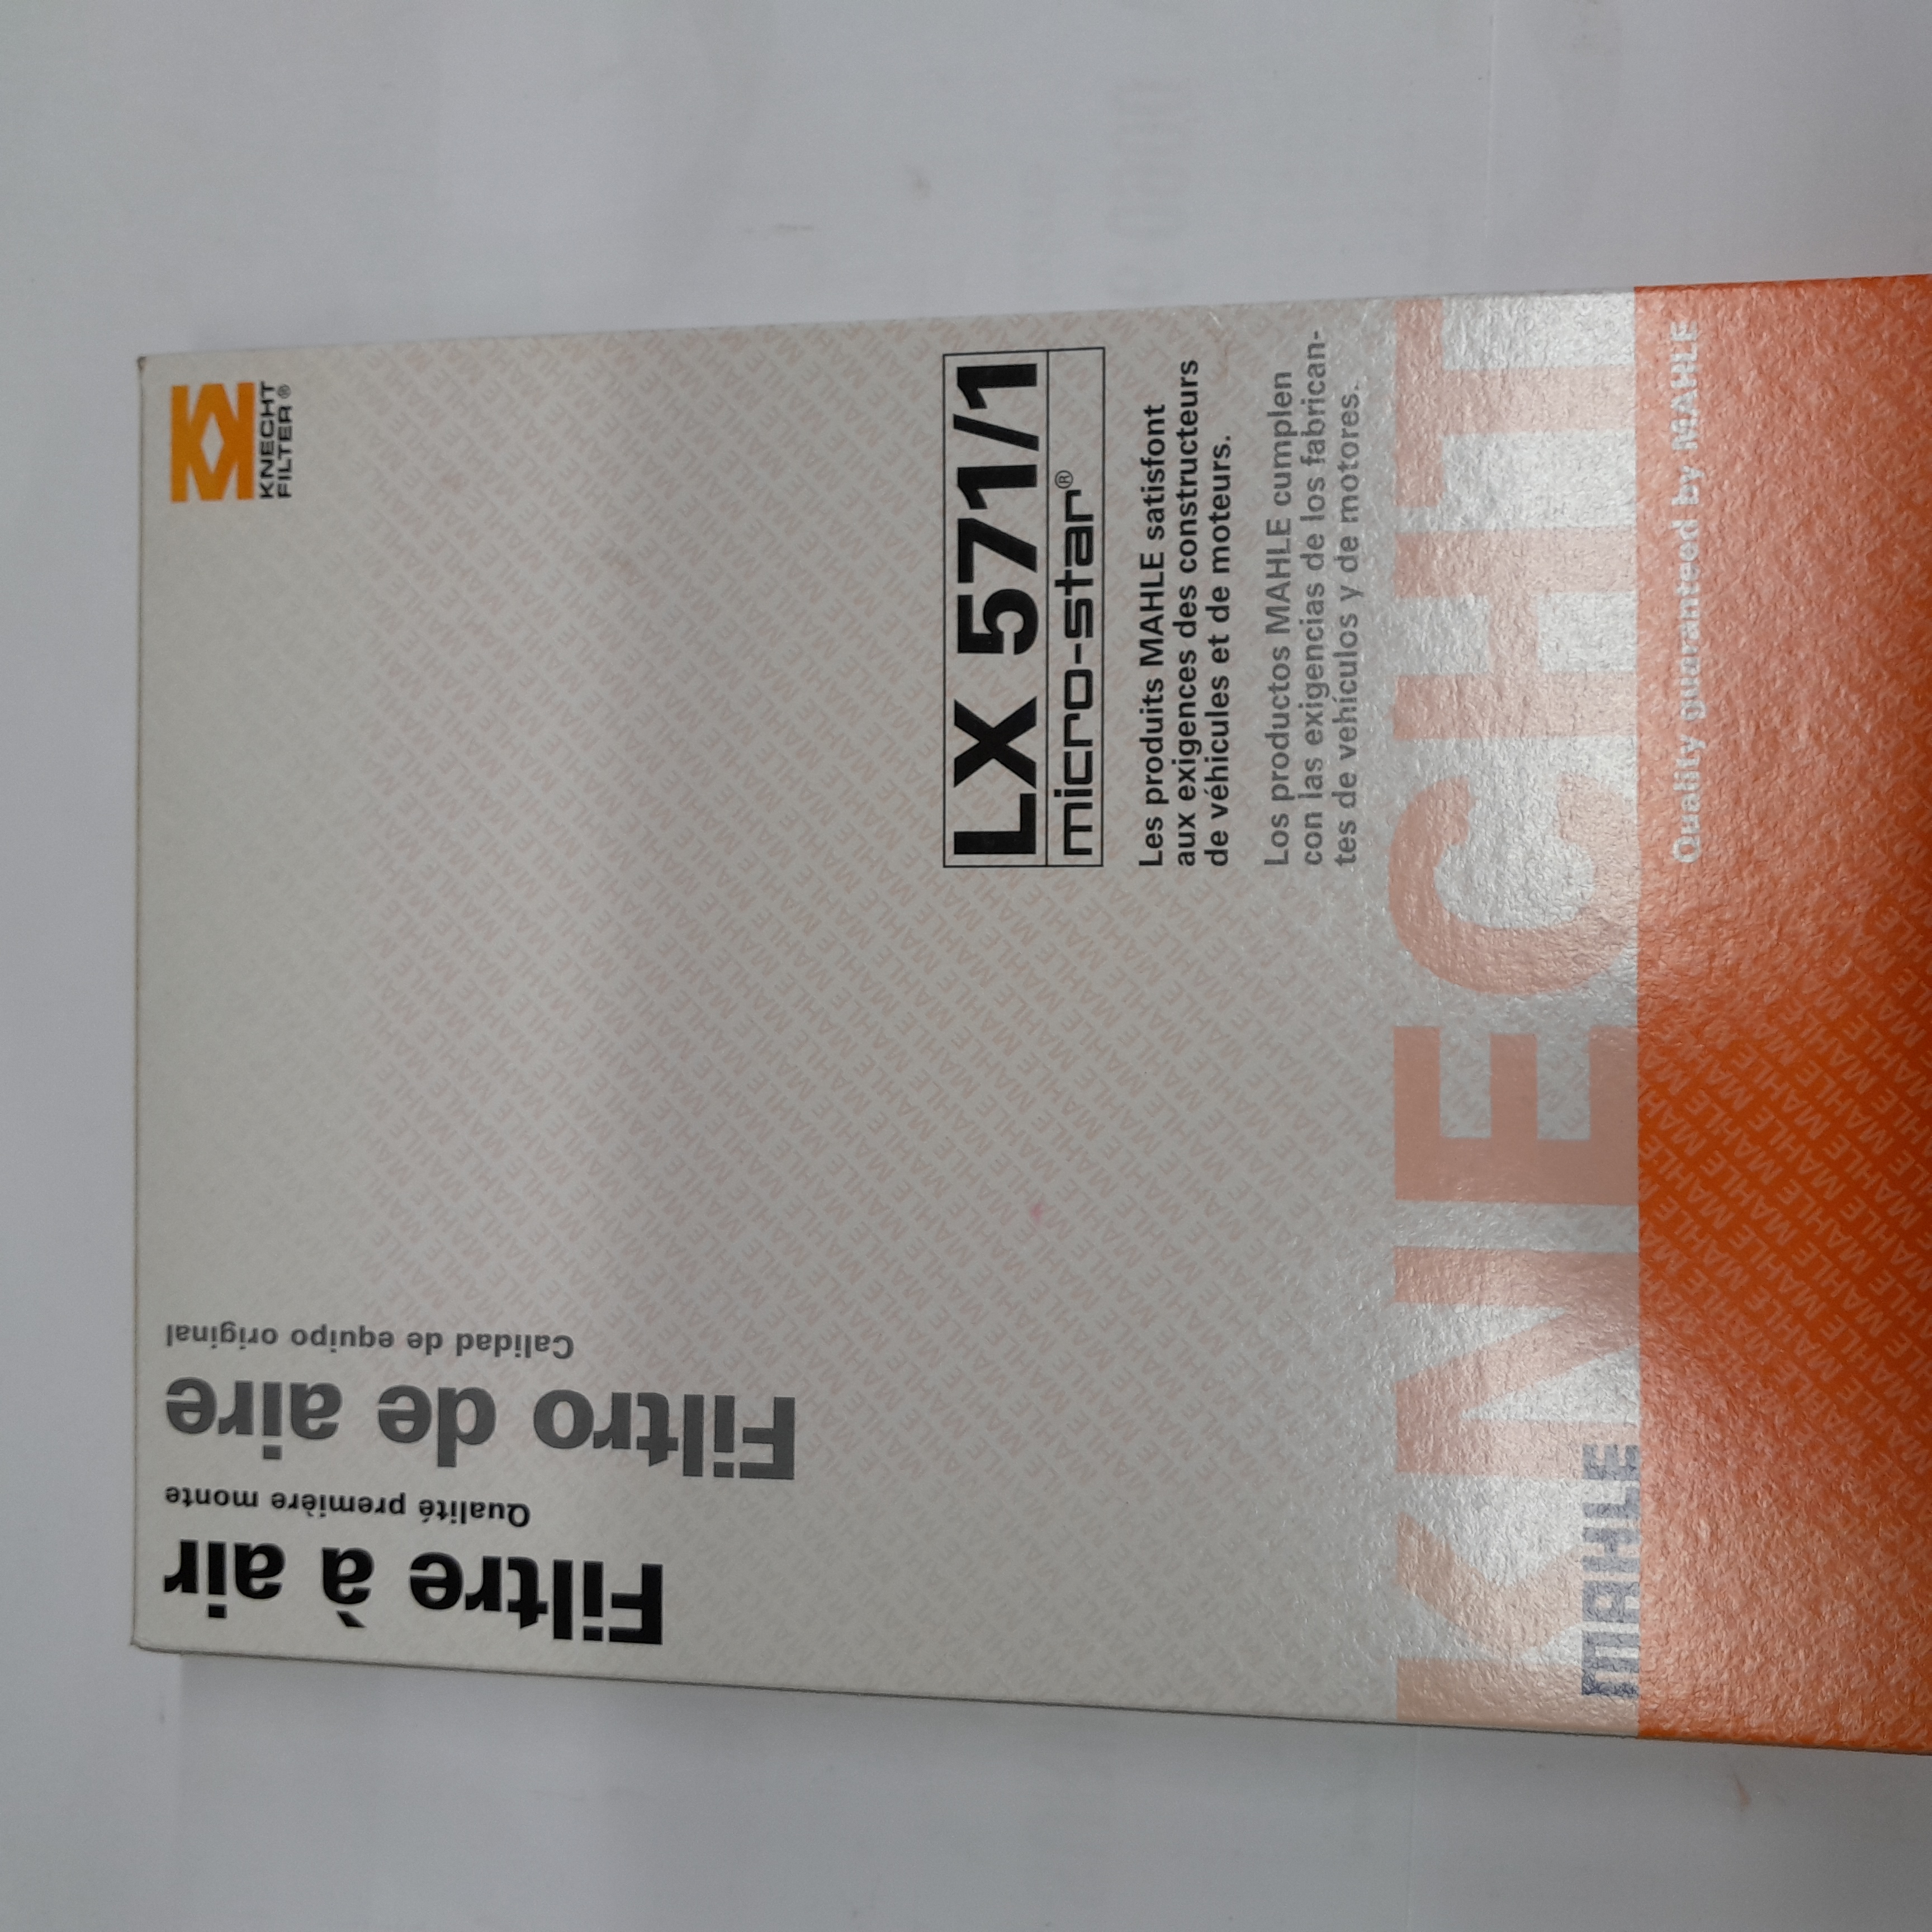 KNECHT
FILTER®
LX 571/1
micro-star®
Les produits MAHLE satisfont
aux exigences des constructeurs
de véhicules et de moteurs.
Los productos MAHLE cumplen
con las exigencias de los fabrican-
tes de vehículos y de motores.
KNECHT
MAHLE
Quality guaranteed by MAHLE
Filtre à air
Qualité première monte
Filtro de aire
Calidad de equipo original